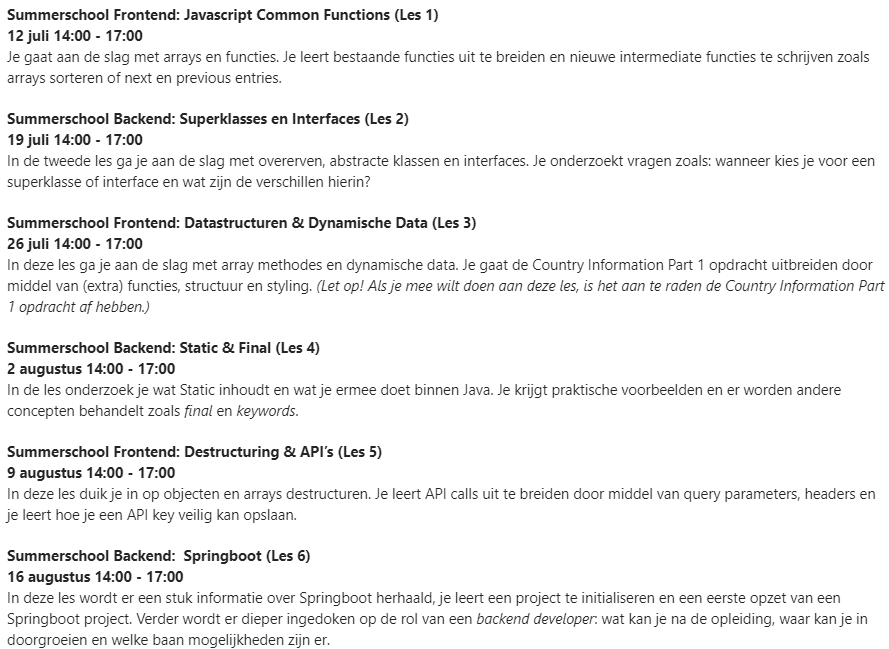 Summerschool Frontend: Javascript Common Functions (Les 1)
12 juli 14:00 - 17:00
Je gaat aan de slag met arrays en functies. Je leert bestaande functies uit te breiden en nieuwe intermediate functies te schrijven zoals
arrays sorteren of next en previous entries.
Summerschool Backend: Superklasses en Interfaces (Les 2)
19 juli 14:00 - 17:00
In de tweede les ga je aan de slag met overerven, abstracte klassen en interfaces. Je onderzoekt vragen zoals: wanneer kies je voor een
superklasse of interface en wat zijn de verschillen hierin?
Summerschool Frontend: Datastructuren & Dynamische Data (Les 3)
26 juli 14:00 - 17:00
In deze les ga je aan de slag met array methodes en dynamische data. Je gaat de Country Information Part 1 opdracht uitbreiden door
middel van (extra) functies, structuur en styling. (Let op! Als je mee wilt doen aan deze les, is het aan te raden de Country Information Part
1 opdracht af hebben.)
Summerschool Backend: Static & Final (Les 4)
2 augustus 14:00 - 17:00
In de les onderzoek je wat Static inhoudt en wat je ermee doet binnen Java. Je krijgt praktische voorbeelden en er worden andere
concepten behandelt zoals final en keywords.
Summerschool Frontend: Destructuring & API's (Les 5)
9 augustus 14:00 - 17:00
In deze les duik je in op objecten en arrays destructuren. Je leert API calls uit te breiden door middel van query parameters, headers en
je leert hoe je een API key veilig kan opslaan.
Summerschool Backend:  Springboot (Les 6)
16 augustus 14:00 - 17:00
In deze les wordt er een stuk informatie over Springboot herhaald, je leert een project te initialiseren en een eerste opzet van een
Springboot project. Verder wordt er dieper ingedoken op de rol van een backend developer: wat kan je na de opleiding, waar kan je in
doorgroeien en welke baan mogelijkheden zijn er.